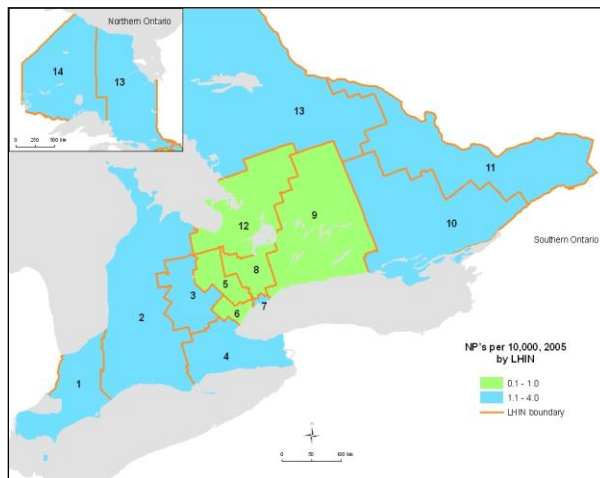 Northern Ontario
14
13
0 250 500 km
13
11
12
9
10
Southern Ontario
8
5
3
7
6
2
4
1
NP's per 10,000, 2005
by LHIN
0.1 - 1.0
1.1 - 4.0
LHIN boundary
0 50 100 km